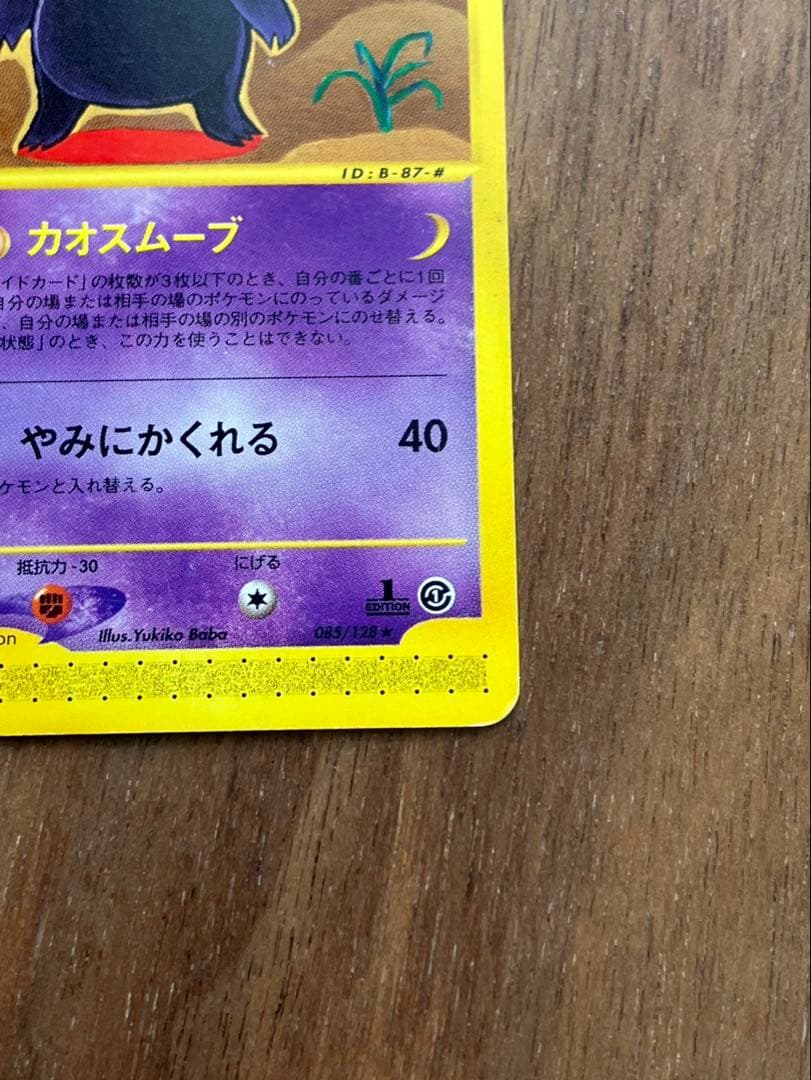 ID:B-87-#
カオスムーブ
イドカード」の枚数が3枚以下のとき、自分の番ごとに1回
自分の場または相手の場のポケモンにのっているダメージ
、自分の場または相手の場の別のポケモンにのせ替える。
状態」のとき、この力を使うことはできない。
やみにかくれる 40
ケモンと入れ替える。
抵抗力-30 にげる
1
EDITION
on Illus.Yukiko Baba 085/128★